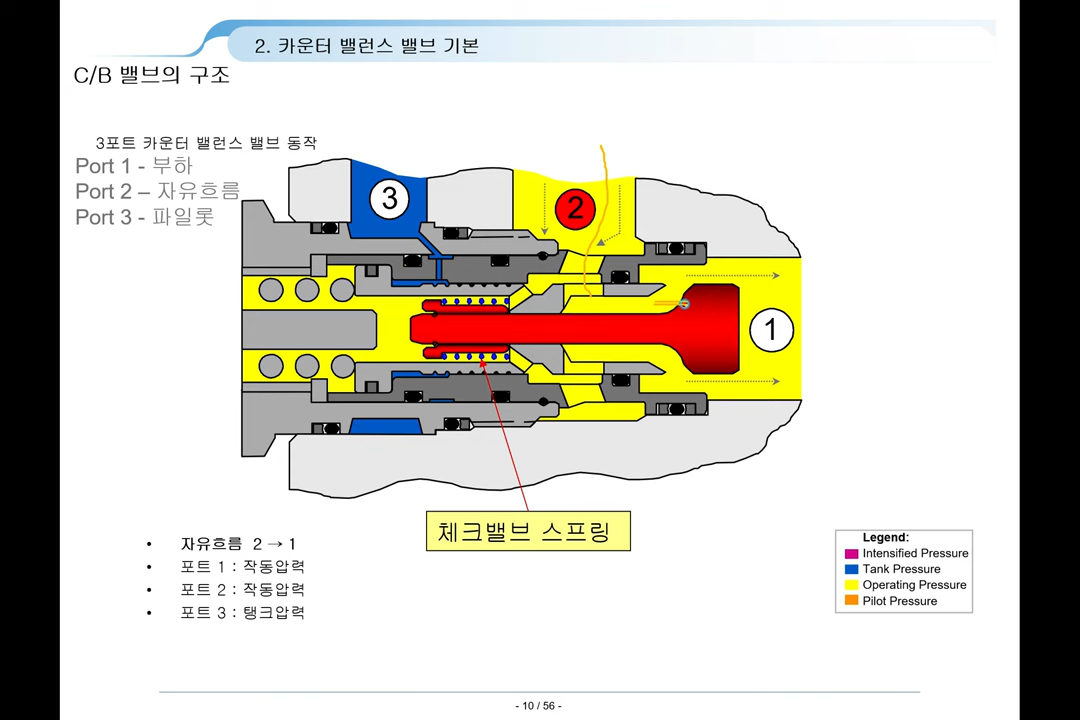 2. 카운터 밸런스 밸브 기본
C/B 밸브의 구조
3포트 카운터 밸런스 밸브 동작
Port 1 - 부하
Port 2 – 자유흐름
Port 3 - 파일롯
3
2
1
체크밸브 스프링
• 자유흐름 2 → 1
• 포트 1 : 작동압력
• 포트 2 : 작동압력
• 포트 3 : 탱크압력
Legend:
Intensified Pressure
Tank Pressure
Operating Pressure
Pilot Pressure
- 10 / 56 -